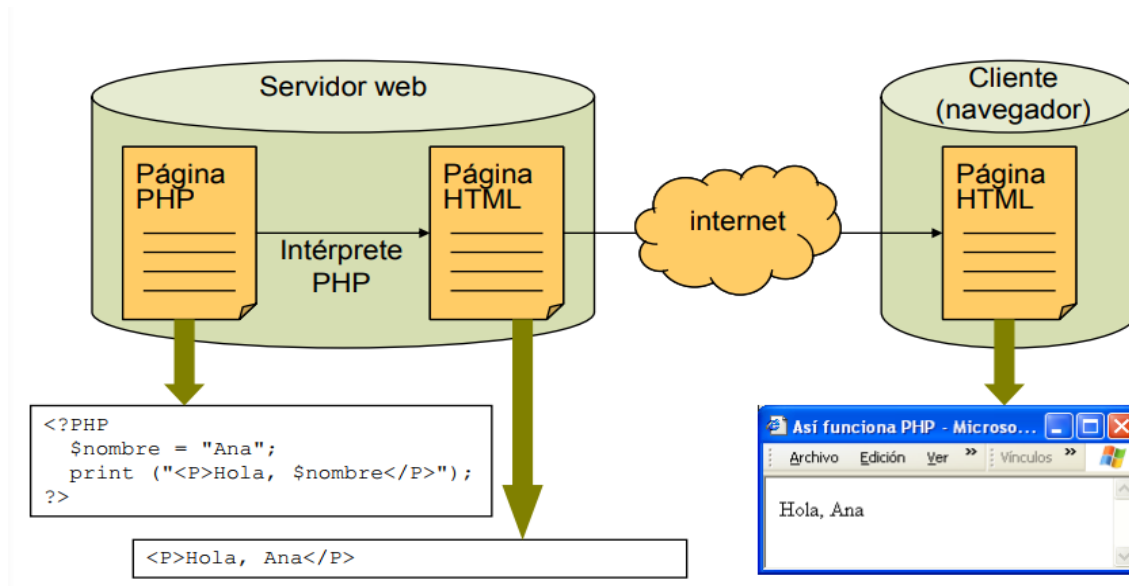 Servidor web
Cliente
(navegador)
Página
PHP
Página
HTML
Página
HTML
internet
Intérprete
PHP
<?PHP
  $nombre = "Ana";
  print ("<P>Hola, $nombre</P>");
?>
<P>Hola, Ana</P>
Así funciona PHP - Microso...
Archivo Edición Ver » Vínculos »
Hola, Ana